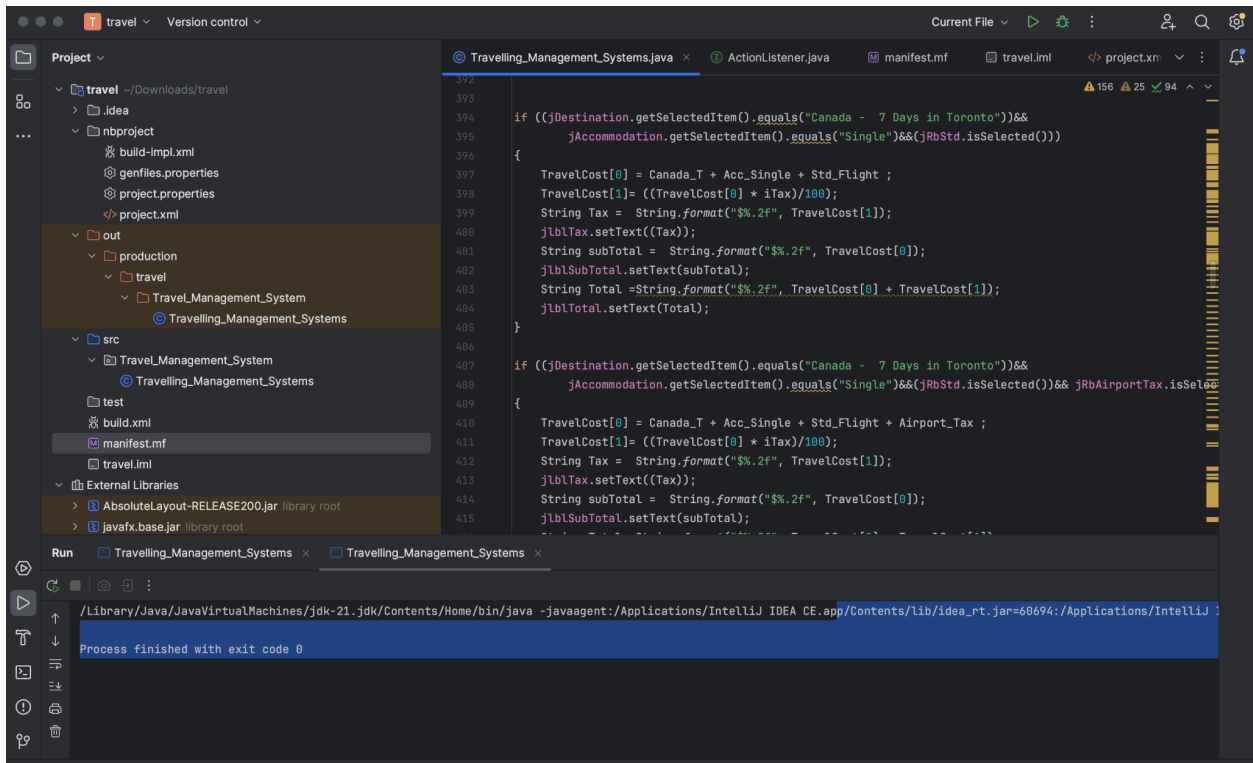 T travel Version control Current File
Project
Travelling_Management_Systems.java × ActionListener.java manifest.mf travel.iml project.xm
travel ~/Downloads/travel
.idea
nbproject
build-impl.xml
genfiles.properties
project.properties
project.xml
out
production
travel
Travel_Management_System
Travelling_Management_Systems
src
Travel_Management_System
Travelling_Management_Systems
test
build.xml
manifest.mf
travel.iml
External Libraries
AbsoluteLayout-RELEASE200.jar library root
javafx.base.jar library root
156 25 94
392
393
394 if ((jDestination.getSelectedItem().equals("Canada -  7 Days in Toronto"))&&
395 jAccommodation.getSelectedItem().equals("Single")&&(jRbStd.isSelected()))
396 {
397 TravelCost[0] = Canada_T + Acc_Single + Std_Flight ;
398 TravelCost[1]= ((TravelCost[0] * iTax)/100);
399 String Tax =  String.format("$%.2f", TravelCost[1]);
400 jlblTax.setText((Tax));
401 String subTotal =  String.format("$%.2f", TravelCost[0]);
402 jlblSubTotal.setText(subTotal);
403 String Total =String.format("$%.2f", TravelCost[0] + TravelCost[1]);
404 jlblTotal.setText(Total);
405 }
406
407 if ((jDestination.getSelectedItem().equals("Canada -  7 Days in Toronto"))&&
408 jAccommodation.getSelectedItem().equals("Single")&&(jRbStd.isSelected())&& jRbAirportTax.isSelec
409 {
410 TravelCost[0] = Canada_T + Acc_Single + Std_Flight + Airport_Tax ;
411 TravelCost[1]= ((TravelCost[0] * iTax)/100);
412 String Tax =  String.format("$%.2f", TravelCost[1]);
413 jlblTax.setText((Tax));
414 String subTotal =  String.format("$%.2f", TravelCost[0]);
415 jlblSubTotal.setText(subTotal);
Run Travelling_Management_Systems × Travelling_Management_Systems ×
/Library/Java/JavaVirtualMachines/jdk-21.jdk/Contents/Home/bin/java -javaagent:/Applications/IntelliJ IDEA CE.app/Contents/lib/idea_rt.jar=60694:/Applications/IntelliJ
Process finished with exit code 0